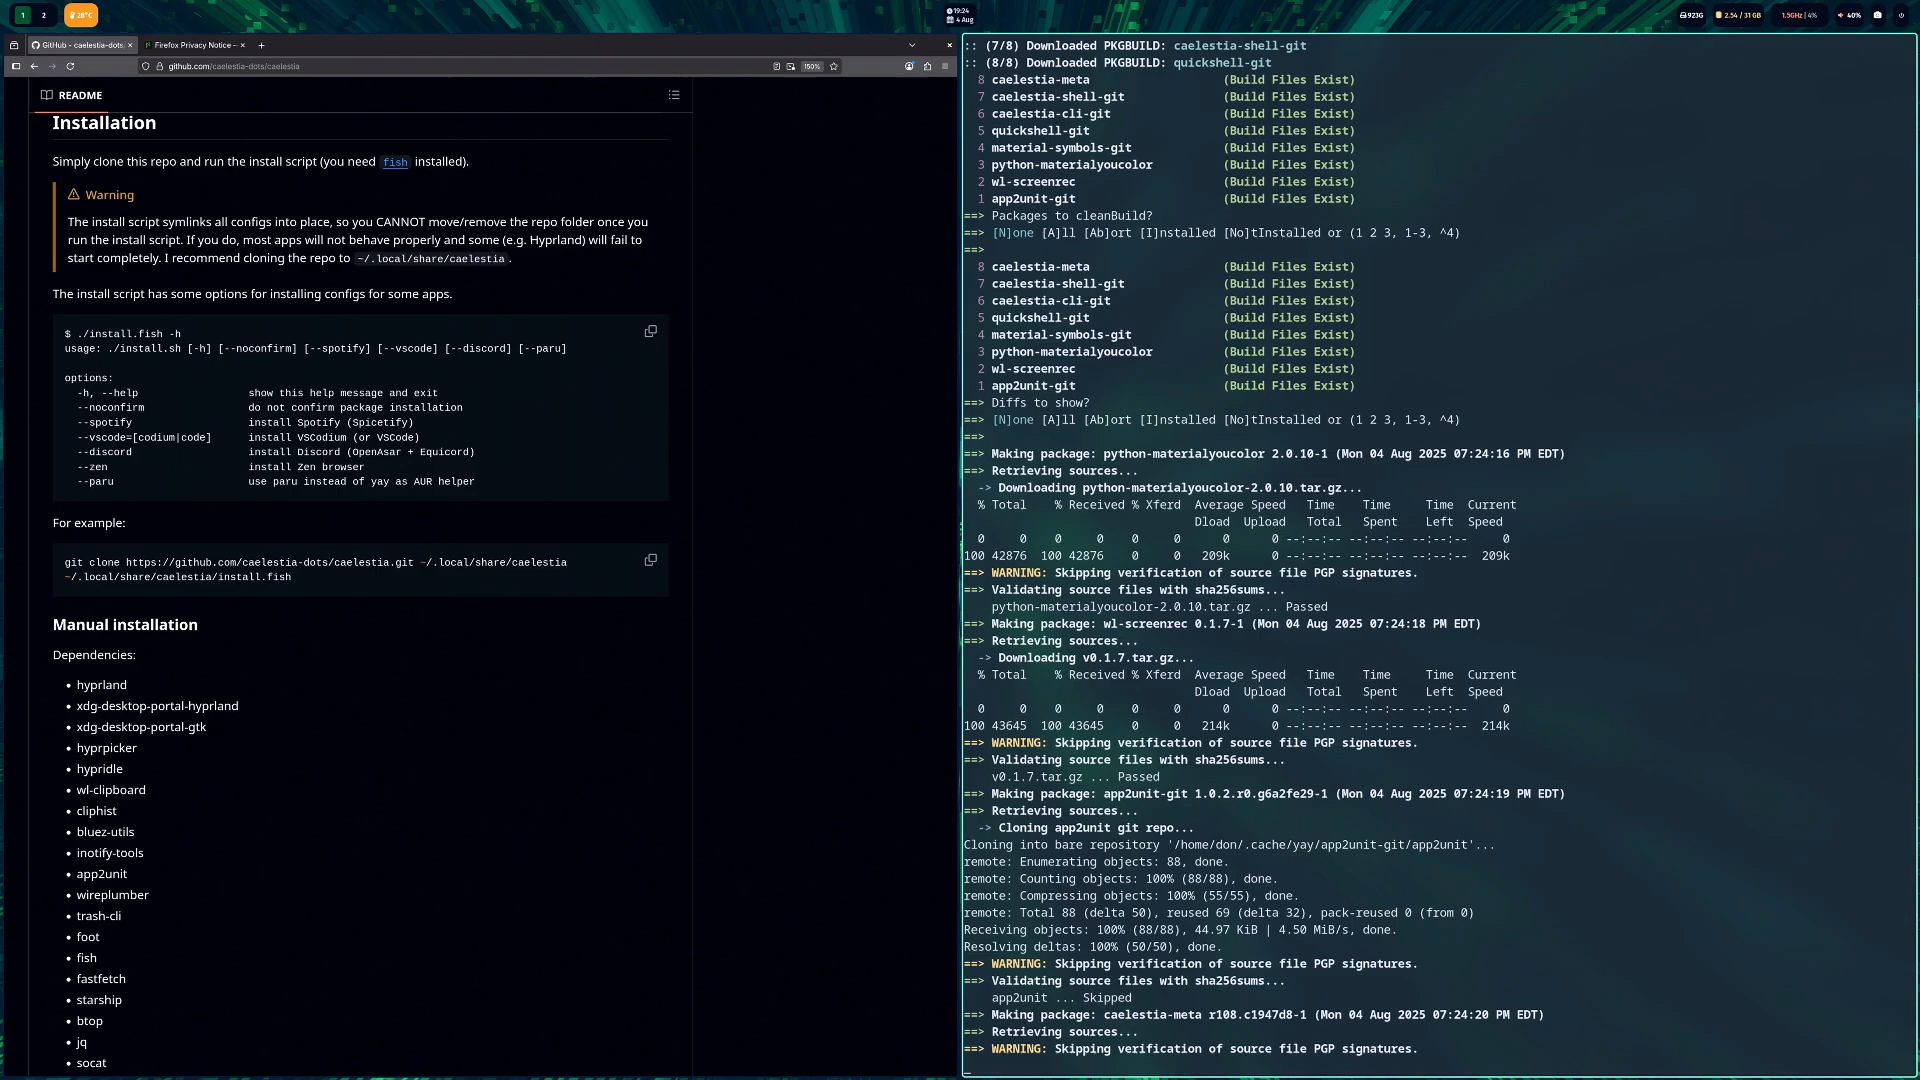 1
2
28°C
19:24
4 Aug
923G
2.54 / 31 GB
1.5GHz | 4%
40%
GitHub - caelestia-dots
Firefox Privacy Notice —
github.com/caelestia-dots/caelestia
150%
README
Installation
Simply clone this repo and run the install script (you need fish installed).
Warning
The install script symlinks all configs into place, so you CANNOT move/remove the repo folder once you
run the install script. If you do, most apps will not behave properly and some (e.g. Hyprland) will fail to
start completely. I recommend cloning the repo to ~/.local/share/caelestia.
The install script has some options for installing configs for some apps.
$ ./install.fish -h
usage: ./install.sh [-h] [--noconfirm] [--spotify] [--vscode] [--discord] [--paru]
options:
-h, --help show this help message and exit
--noconfirm do not confirm package installation
--spotify install Spotify (Spicetify)
--vscode=[codium|code] install VSCodium (or VSCode)
--discord install Discord (OpenAsar + Equicord)
--zen install Zen browser
--paru use paru instead of yay as AUR helper
For example:
git clone https://github.com/caelestia-dots/caelestia.git ~/.local/share/caelestia
~/.local/share/caelestia/install.fish
Manual installation
Dependencies:
• hyprland
• xdg-desktop-portal-hyprland
• xdg-desktop-portal-gtk
• hyprpicker
• hypridle
• wl-clipboard
• cliphist
• bluez-utils
• inotify-tools
• app2unit
• wireplumber
• trash-cli
• foot
• fish
• fastfetch
• starship
• btop
• jq
• socat
:: (7/8) Downloaded PKGBUILD: caelestia-shell-git
:: (8/8) Downloaded PKGBUILD: quickshell-git
8 caelestia-meta (Build Files Exist)
7 caelestia-shell-git (Build Files Exist)
6 caelestia-cli-git (Build Files Exist)
5 quickshell-git (Build Files Exist)
4 material-symbols-git (Build Files Exist)
3 python-materialyoucolor (Build Files Exist)
2 wl-screenrec (Build Files Exist)
1 app2unit-git (Build Files Exist)
==> Packages to cleanBuild?
==> [N]one [A]ll [Ab]ort [I]nstalled [No]tInstalled or (1 2 3, 1-3, ^4)
==>
8 caelestia-meta (Build Files Exist)
7 caelestia-shell-git (Build Files Exist)
6 caelestia-cli-git (Build Files Exist)
5 quickshell-git (Build Files Exist)
4 material-symbols-git (Build Files Exist)
3 python-materialyoucolor (Build Files Exist)
2 wl-screenrec (Build Files Exist)
1 app2unit-git (Build Files Exist)
==> Diffs to show?
==> [N]one [A]ll [Ab]ort [I]nstalled [No]tInstalled or (1 2 3, 1-3, ^4)
==>
==> Making package: python-materialyoucolor 2.0.10-1 (Mon 04 Aug 2025 07:24:16 PM EDT)
==> Retrieving sources...
-> Downloading python-materialyoucolor-2.0.10.tar.gz...
% Total % Received % Xferd Average Speed Time Time Time Current
Dload Upload Total Spent Left Speed
0 0 0 0 0 0 0 0 --:--:-- --:--:-- --:--:-- 0
100 42876 100 42876 0 0 209k 0 --:--:-- --:--:-- --:--:-- 209k
==> WARNING: Skipping verification of source file PGP signatures.
==> Validating source files with sha256sums...
python-materialyoucolor-2.0.10.tar.gz ... Passed
==> Making package: wl-screenrec 0.1.7-1 (Mon 04 Aug 2025 07:24:18 PM EDT)
==> Retrieving sources...
-> Downloading v0.1.7.tar.gz...
% Total % Received % Xferd Average Speed Time Time Time Current
Dload Upload Total Spent Left Speed
0 0 0 0 0 0 0 0 --:--:-- --:--:-- --:--:-- 0
100 43645 100 43645 0 0 214k 0 --:--:-- --:--:-- --:--:-- 214k
==> WARNING: Skipping verification of source file PGP signatures.
==> Validating source files with sha256sums...
v0.1.7.tar.gz ... Passed
==> Making package: app2unit-git 1.0.2.r0.g6a2fe29-1 (Mon 04 Aug 2025 07:24:19 PM EDT)
==> Retrieving sources...
-> Cloning app2unit git repo...
Cloning into bare repository '/home/don/.cache/yay/app2unit-git/app2unit'...
remote: Enumerating objects: 88, done.
remote: Counting objects: 100% (88/88), done.
remote: Compressing objects: 100% (55/55), done.
remote: Total 88 (delta 50), reused 69 (delta 32), pack-reused 0 (from 0)
Receiving objects: 100% (88/88), 44.97 KiB | 4.50 MiB/s, done.
Resolving deltas: 100% (50/50), done.
==> WARNING: Skipping verification of source file PGP signatures.
==> Validating source files with sha256sums...
app2unit ... Skipped
==> Making package: caelestia-meta r108.c1947d8-1 (Mon 04 Aug 2025 07:24:20 PM EDT)
==> Retrieving sources...
==> WARNING: Skipping verification of source file PGP signatures.